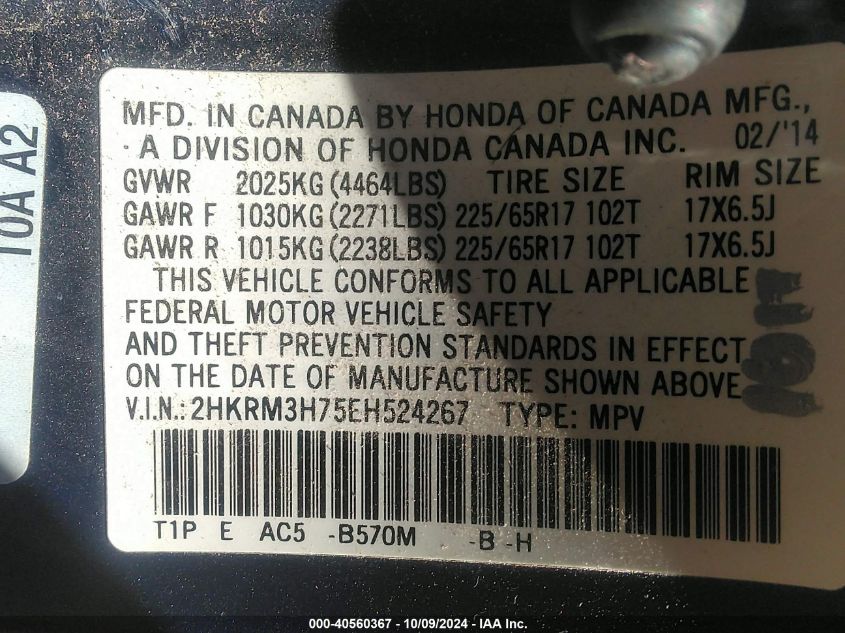 MFD. IN CANADA BY HONDA OF CANADA MFG.,
A DIVISION OF HONDA CANADA INC. 02/'14
GVWR 2025KG (4464LBS) TIRE SIZE RIM SIZE
GAWR F 1030KG (2271LBS) 225/65R17 102T 17X6.5J
GAWR R 1015KG (2238LBS) 225/65R17 102T 17X6.5J
THIS VEHICLE CONFORMS TO ALL APPLICABLE
FEDERAL MOTOR VEHICLE SAFETY
AND THEFT PREVENTION STANDARDS IN EFFECT
ON THE DATE OF MANUFACTURE SHOWN ABOVE
V.I.N.: 2HKRM3H75EH524267 TYPE: MPV
T1P E AC5 -B570M -B -H
A2
000-40560367 - 10/09/2024 - IAA Inc.